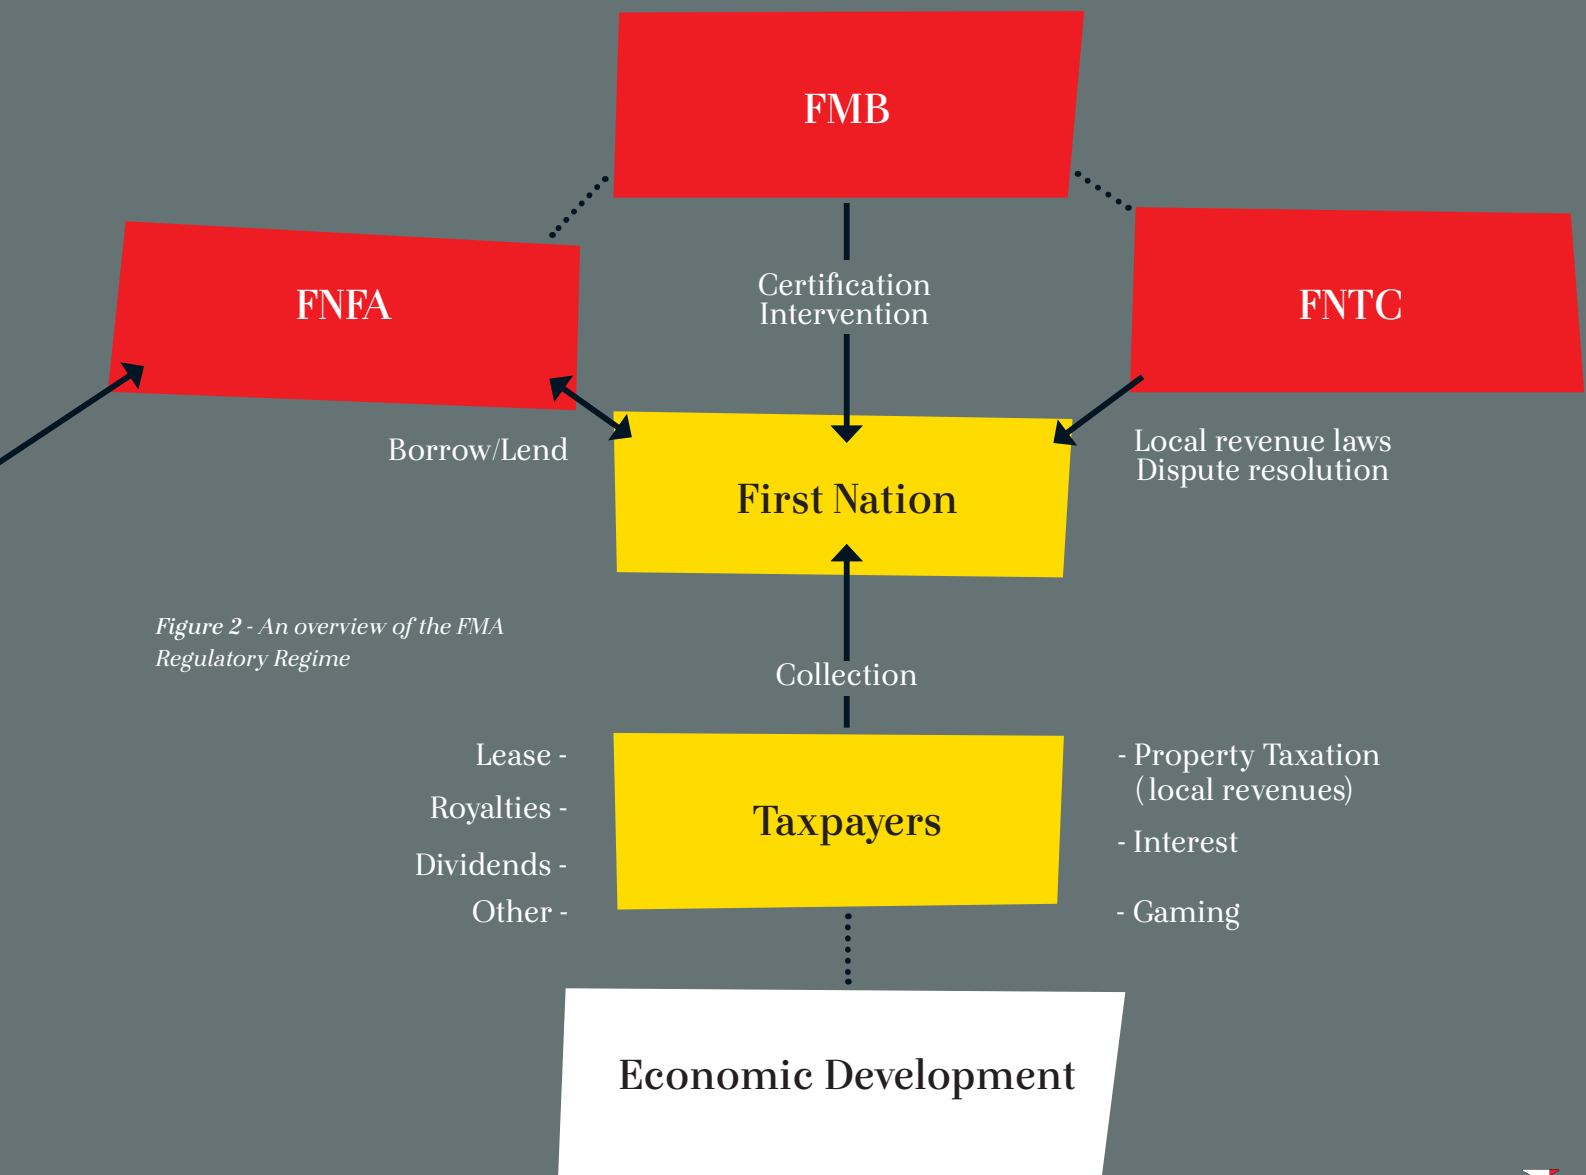 FMB
FNFA
FNTC
Certification
Intervention
Borrow/Lend
Local revenue laws
Dispute resolution
First Nation
Figure 2 - An overview of the FMA
Regulatory Regime
Collection
Lease -
Royalties -
Dividends -
Other -
Taxpayers
- Property Taxation
(local revenues)
- Interest
- Gaming
Economic Development